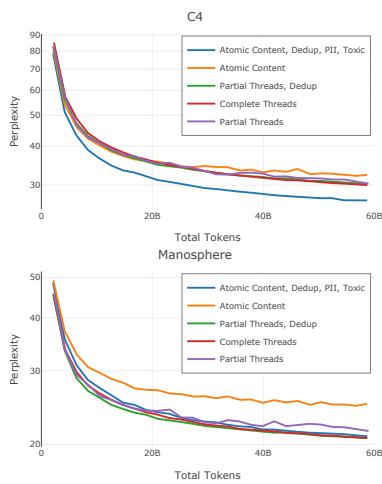 C4
90
80
70
60
50
40
30
Perplexity
Atomic Content, Dedup, PII, Toxic
Atomic Content
Partial Threads, Dedup
Complete Threads
Partial Threads
0 20B 40B 60B
Total Tokens
Manosphere
50
40
30
20
Perplexity
Atomic Content, Dedup, PII, Toxic
Atomic Content
Partial Threads, Dedup
Complete Threads
Partial Threads
0 20B 40B 60B
Total Tokens